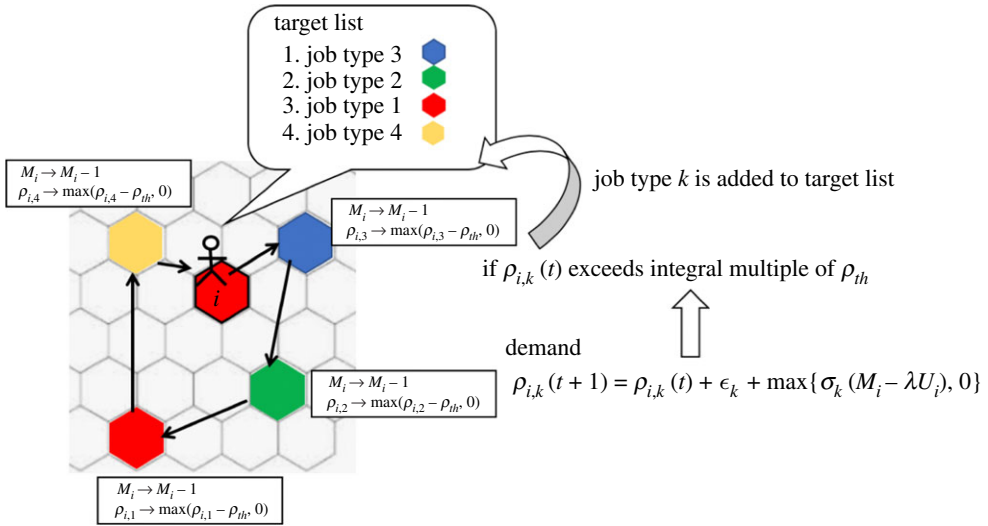 target list
1. job type 3
2. job type 2
3. job type 1
4. job type 4
M_i → M_i − 1
ρ_{i,4} → max(ρ_{i,4} − ρ_{th}, 0)
M_i → M_i − 1
ρ_{i,3} → max(ρ_{i,3} − ρ_{th}, 0)
job type k is added to target list
i
if ρ_{i,k} (t) exceeds integral multiple of ρ_{th}
demand
ρ_{i,k} (t + 1) = ρ_{i,k} (t) + ϵ_k + max{σ_k (M_i − λU_i), 0}
M_i → M_i − 1
ρ_{i,2} → max(ρ_{i,2} − ρ_{th}, 0)
M_i → M_i − 1
ρ_{i,1} → max(ρ_{i,1} − ρ_{th}, 0)